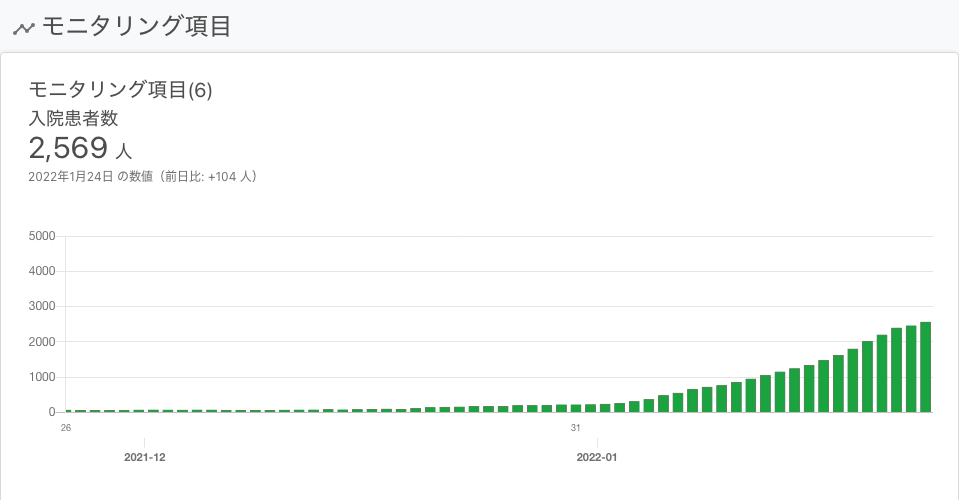 モニタリング項目
モニタリング項目(6)
入院患者数
2,569 人
2022年1月24日 の数値（前日比: +104 人）
5000
4000
3000
2000
1000
0
26 31
2021-12 2022-01